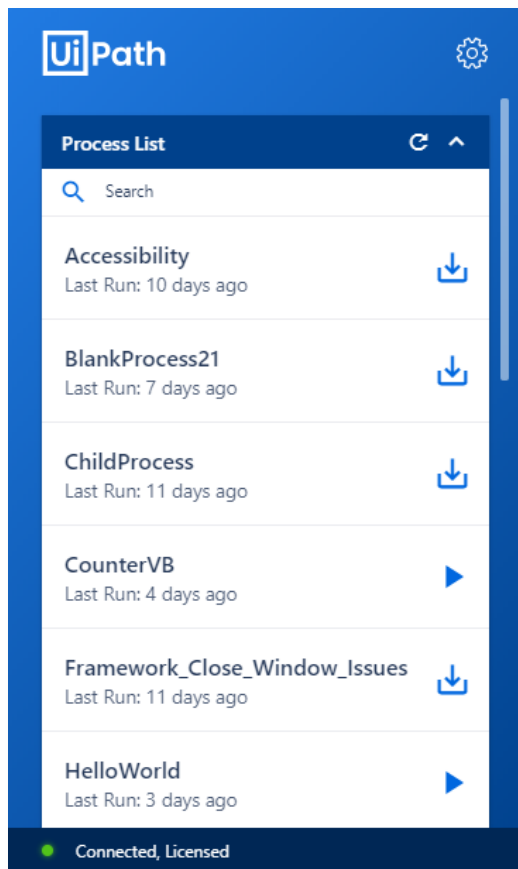 UiPath
Process List
Search
Accessibility
Last Run: 10 days ago
BlankProcess21
Last Run: 7 days ago
ChildProcess
Last Run: 11 days ago
CounterVB
Last Run: 4 days ago
Framework_Close_Window_Issues
Last Run: 11 days ago
HelloWorld
Last Run: 3 days ago
Connected, Licensed